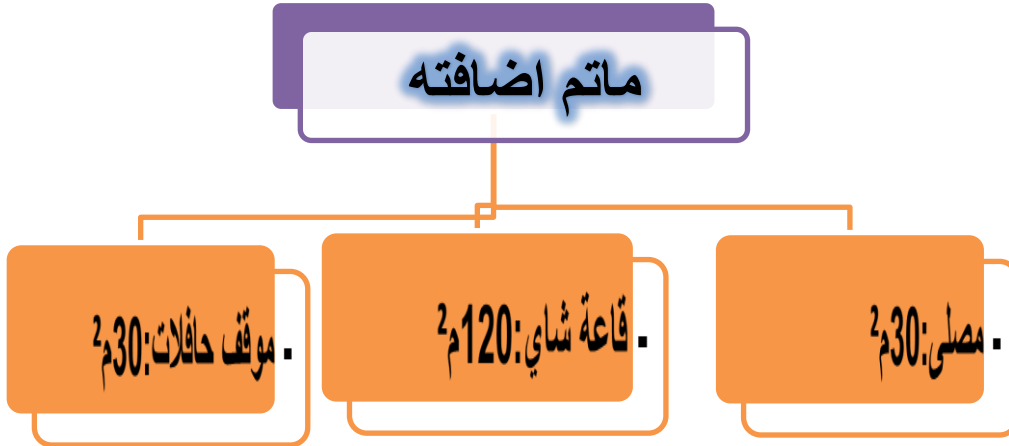 ماتم اضافته
▪ مصلى:30م²
▪ قاعة شاي:120م²
▪ موقف حافلات:30م²